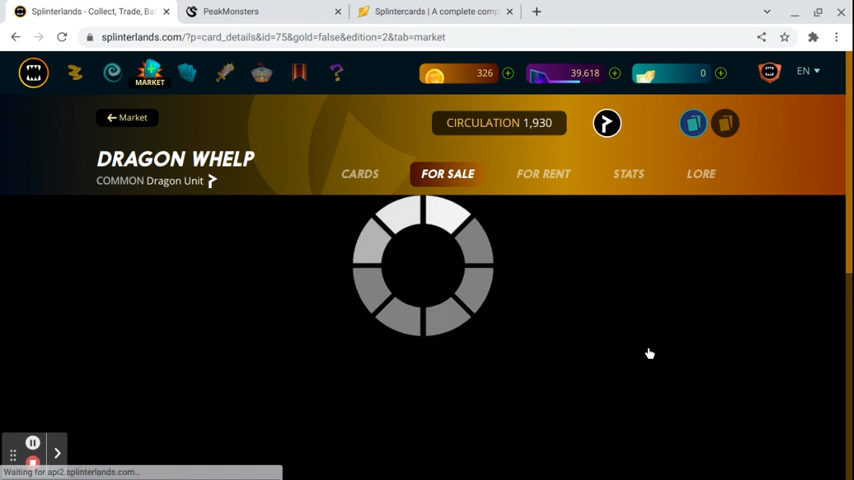 Splinterlands - Collect, Trade, Ba
PeakMonsters
Splintercards | A complete comp
splinterlands.com/?p=card_details&id=75&gold=false&edition=2&tab=market
MARKET
326
39.618
0
EN
Market
CIRCULATION 1,930
DRAGON WHELP
COMMON Dragon Unit
CARDS
FOR SALE
FOR RENT
STATS
LORE
Waiting for api2.splinterlands.com...